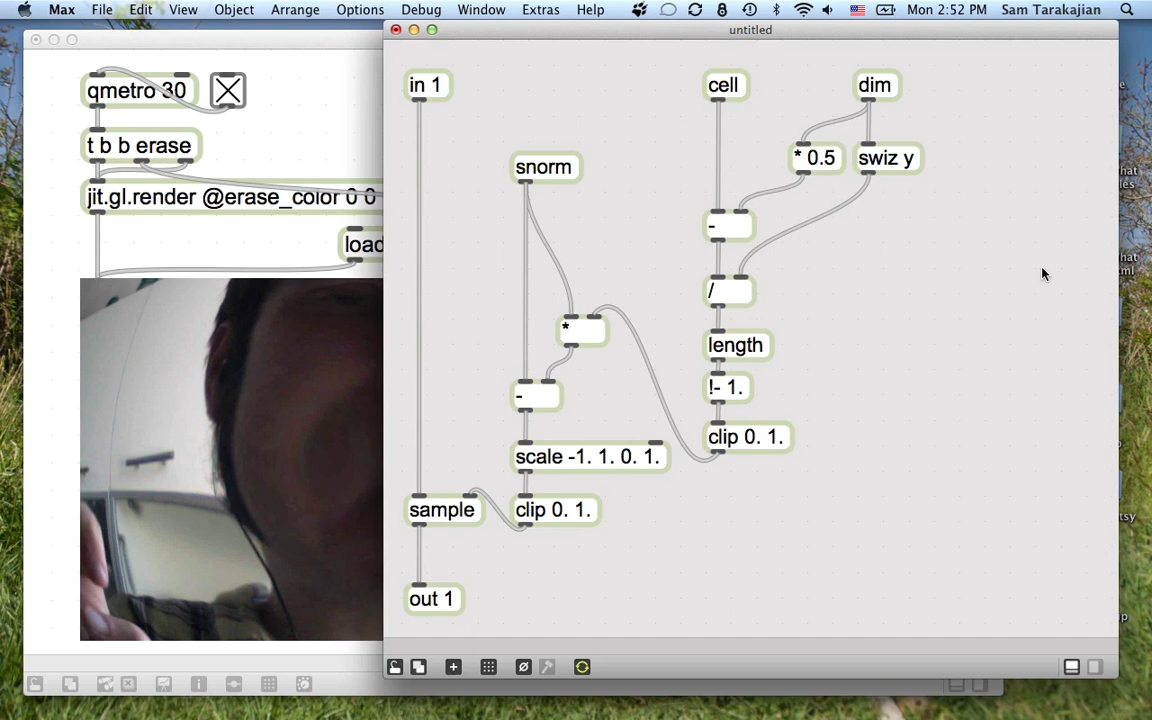 Max File Edit View Object Arrange Options Debug Window Extras Help Mon 2:52 PM Sam Tarakajian
untitled
qmetro 30
t b b erase
jit.gl.render @erase_color 0 0
load
in 1
cell
dim
snorm
* 0.5
swiz y
-
/
*
length
-
!- 1.
clip 0. 1.
scale -1. 1. 0. 1.
sample
clip 0. 1.
out 1